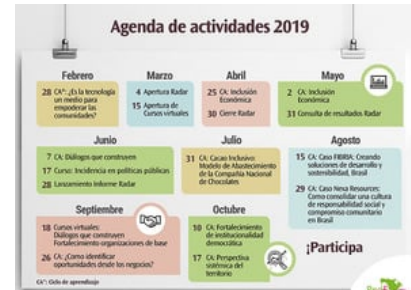 Agenda de actividades 2019
Febrero
28 CA*: ¿Es la tecnología
un medio para
empoderar las
comunidades?
Marzo
4 Apertura Radar
15 Apertura de
Cursos virtuales
Abril
25 CA: Inclusión
Económica
30 Cierre Radar
Mayo
2 CA: Inclusión
Económica
31 Consulta de resultados Radar
Junio
7 CA: Diálogos que construyen
17 Curso: Incidencia en políticas públicas
28 Lanzamiento Informe Radar
Julio
31 CA: Cacao Inclusivo:
Modelo de Abastecimiento
de la Compañía Nacional
de Chocolates
Agosto
15 CA: Caso FIBRIA: Creando
soluciones de desarrollo y
sostenibilidad, Brasil
29 CA: Caso Nexa Resources:
Como consolidar una cultura
de responsabilidad social y
compromiso comunitario
en Brasil
Septiembre
18 Cursos virtuales:
Diálogos que construyen
Fortalecimiento organizaciones de base
26 CA: ¿Como identificar
oportunidades desde los negocios?
Octubre
10 CA: Fortalecimiento
de institucionalidad
democrática
17 CA: Perspectiva
sistémica del
territorio
¡Participa
CA*: Ciclo de aprendizaje